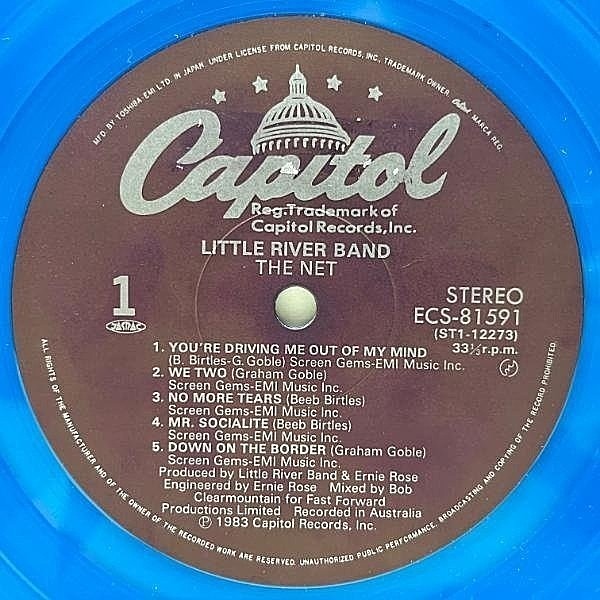 MFD. BY TOSHIBA-EMI LTD. IN JAPAN, UNDER LICENSE FROM CAPITOL RECORDS, INC., TRADEMARK OWNER. Capitol MARCA REG.
Capitol
Reg. Trademark of
Capitol Records, Inc.
LITTLE RIVER BAND
THE NET
1
STEREO
ECS-81591
(ST1-12273)
33⅓ r.p.m.
JASRAC
1. YOU'RE DRIVING ME OUT OF MY MIND
(B. Birtles-G. Goble) Screen Gems-EMI Music Inc.
2. WE TWO (Graham Goble)
Screen Gems-EMI Music Inc.
3. NO MORE TEARS (Beeb Birtles)
Screen Gems-EMI Music Inc.
4. MR. SOCIALITE (Beeb Birtles)
Screen Gems-EMI Music Inc.
5. DOWN ON THE BORDER (Graham Goble)
Screen Gems-EMI Music Inc.
Produced by Little River Band & Ernie Rose
Engineered by Ernie Rose Mixed by Bob
Clearmountain for Fast Forward
Productions Limited Recorded in Australia
Ⓟ 1983 Capitol Records, Inc.
ALL RIGHTS OF THE MANUFACTURER AND OF THE OWNER OF THE RECORDED WORK ARE RESERVED. UNAUTHORIZED PUBLIC PERFORMANCE, BROADCASTING AND COPYING OF THE RECORD PROHIBITED.